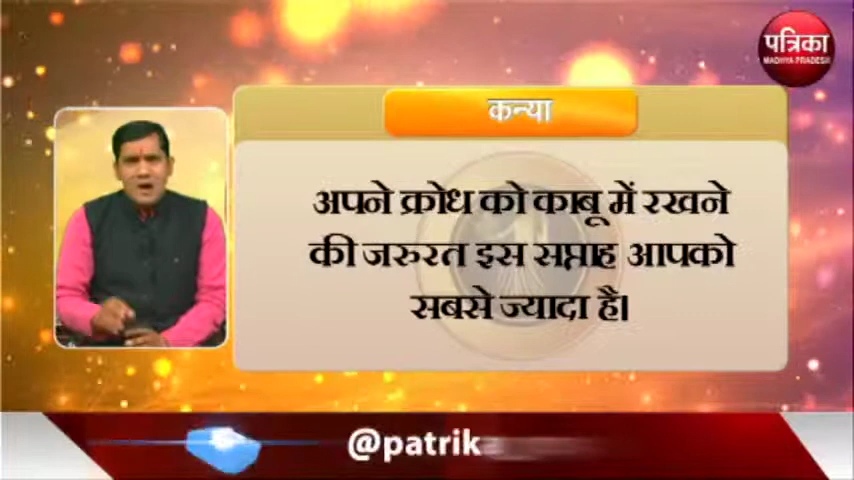 पत्रिका
MADHYA PRADESH
कन्या
अपने क्रोध को काबू में रखने
की जरुरत इस सप्ताह आपको
सबसे ज्यादा है।
@patrik